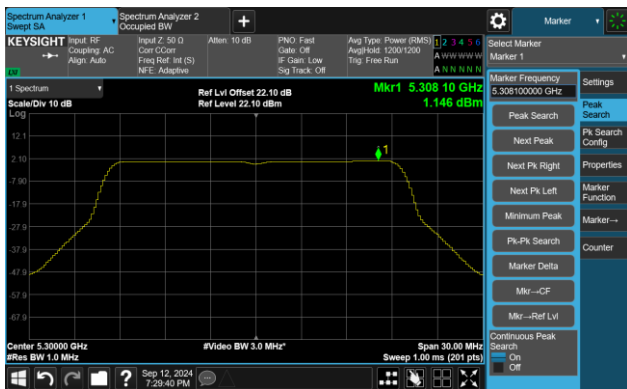 Spectrum Analyzer 1
Swept SA
Spectrum Analyzer 2
Occupied BW
+
Marker
KEYSIGHT
Input: RF
Coupling: AC
Align: Auto
Input Z: 50 Ω
Corr CCorr
Freq Ref: Int (S)
NFE: Adaptive
Atten: 10 dB
PNO: Fast
Gate: Off
IF Gain: Low
Sig Track: Off
Avg Type: Power (RMS)
Avg|Hold: 1200/1200
Trig: Free Run
1 2 3 4 5 6
A W W W W W
A N N N N N
LXI
Select Marker
Marker 1
1 Spectrum
Scale/Div 10 dB
Log
Ref Lvl Offset 22.10 dB
Ref Level 22.10 dBm
Mkr1 5.308 10 GHz
1.146 dBm
12.1
2.10
-7.90
-17.9
-27.9
-37.9
-47.9
-57.9
-67.9
1
Center 5.30000 GHz
#Res BW 1.0 MHz
#Video BW 3.0 MHz*
Span 30.00 MHz
Sweep 1.00 ms (201 pts)
Marker Frequency
5.308100000 GHz
Peak Search
Next Peak
Next Pk Right
Next Pk Left
Minimum Peak
Pk-Pk Search
Marker Delta
Mkr→CF
Mkr→Ref Lvl
Continuous Peak
Search
On
Off
Settings
Peak
Search
Pk Search
Config
Properties
Marker
Function
Marker→
Counter
?
Sep 12, 2024
7:29:40 PM